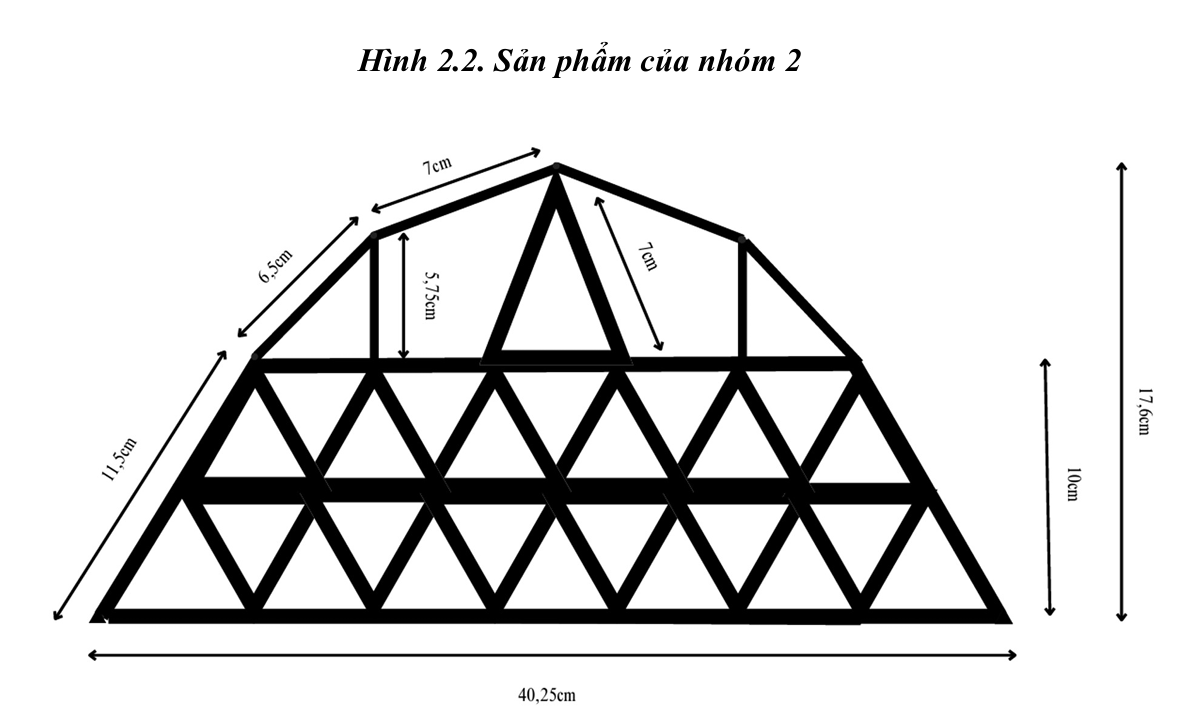 Hình 2.2. Sản phẩm của nhóm 2
7cm
6,5cm
5,75cm
7cm
11,5cm
17,6cm
10cm
40,25cm